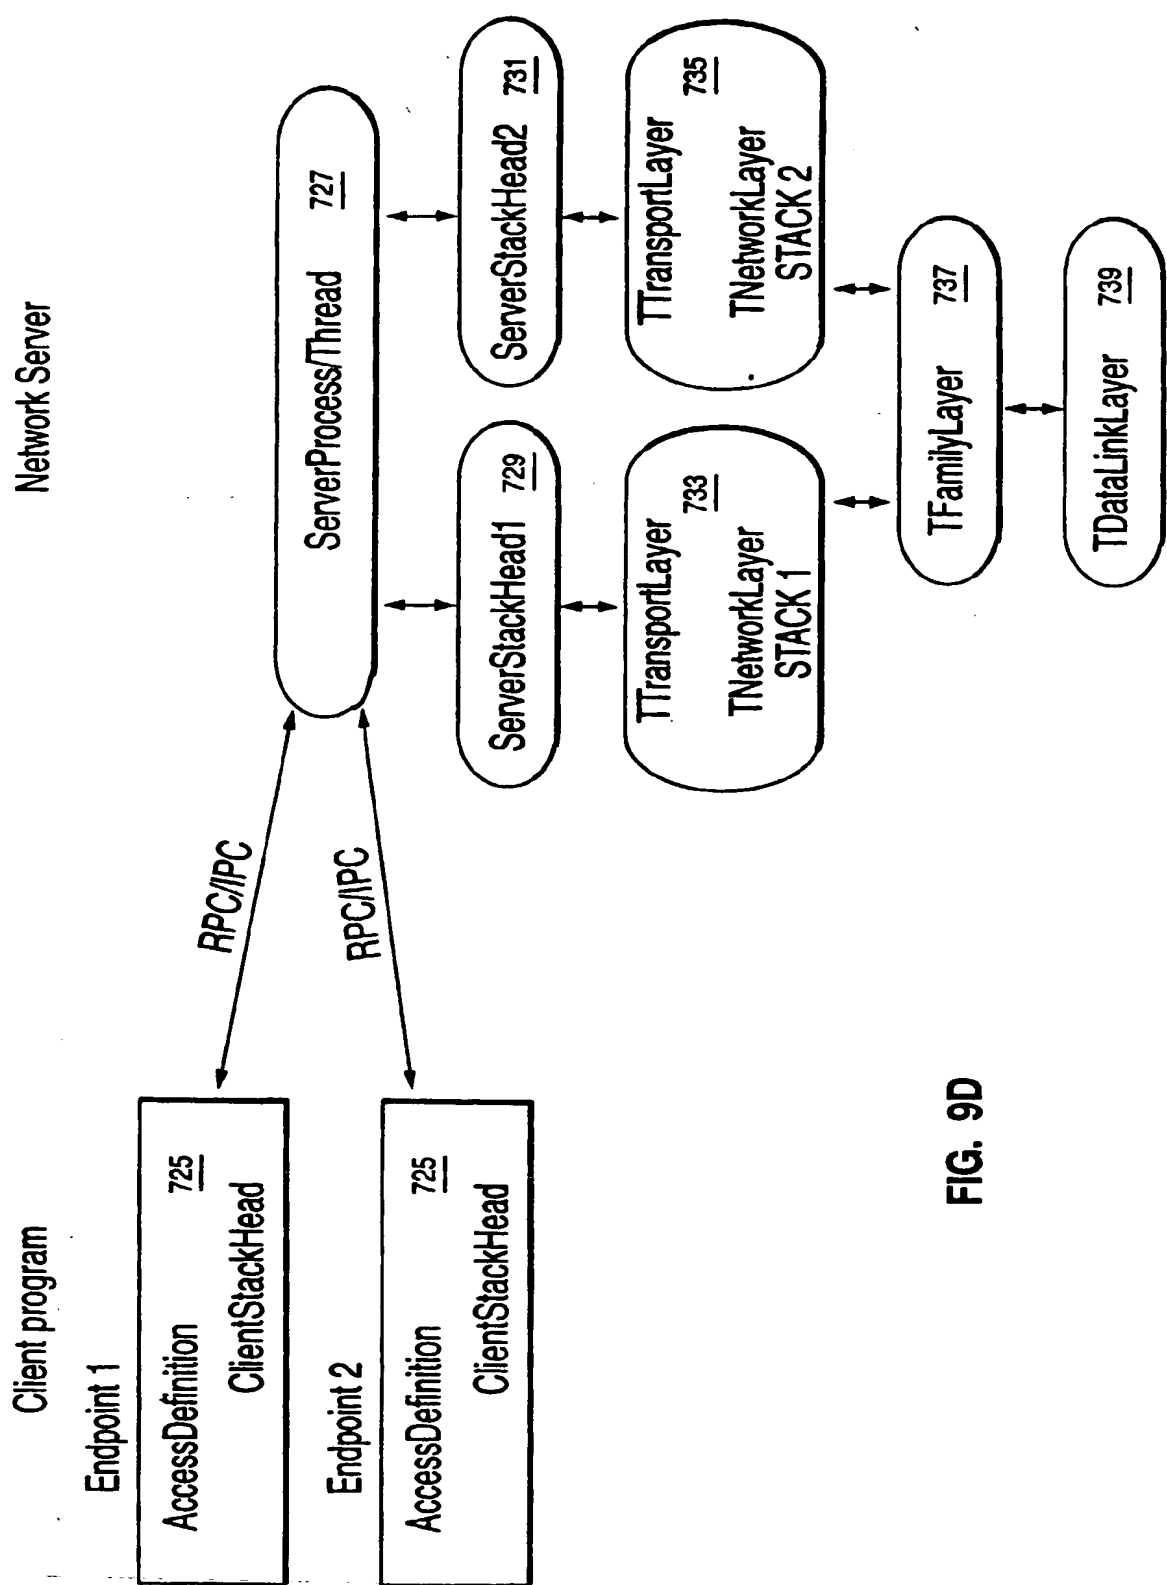 Client program
Network Server
Endpoint 1
AccessDefinition
725
ClientStackHead
Endpoint 2
AccessDefinition
725
ClientStackHead
RPC/IPC
RPC/IPC
ServerProcess/Thread 727
ServerStackHead1 729
ServerStackHead2 731
TTransportLayer
733
TNetworkLayer
STACK 1
TTransportLayer
735
TNetworkLayer
STACK 2
TFamilyLayer 737
TDataLinkLayer 739
FIG. 9D